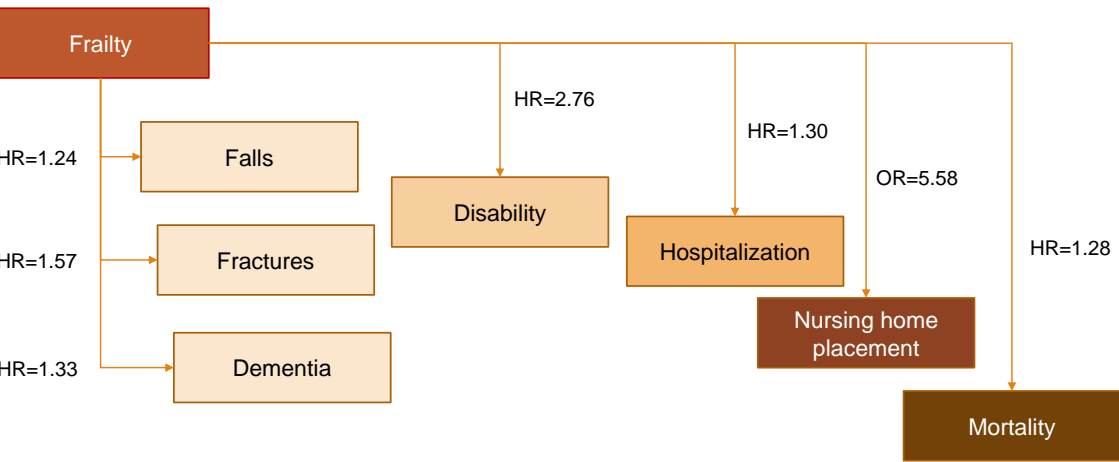 Frailty
HR=2.76
HR=1.30
HR=1.24
Falls
OR=5.58
Disability
Hospitalization
HR=1.28
HR=1.57
Fractures
Nursing home
placement
HR=1.33
Dementia
Mortality